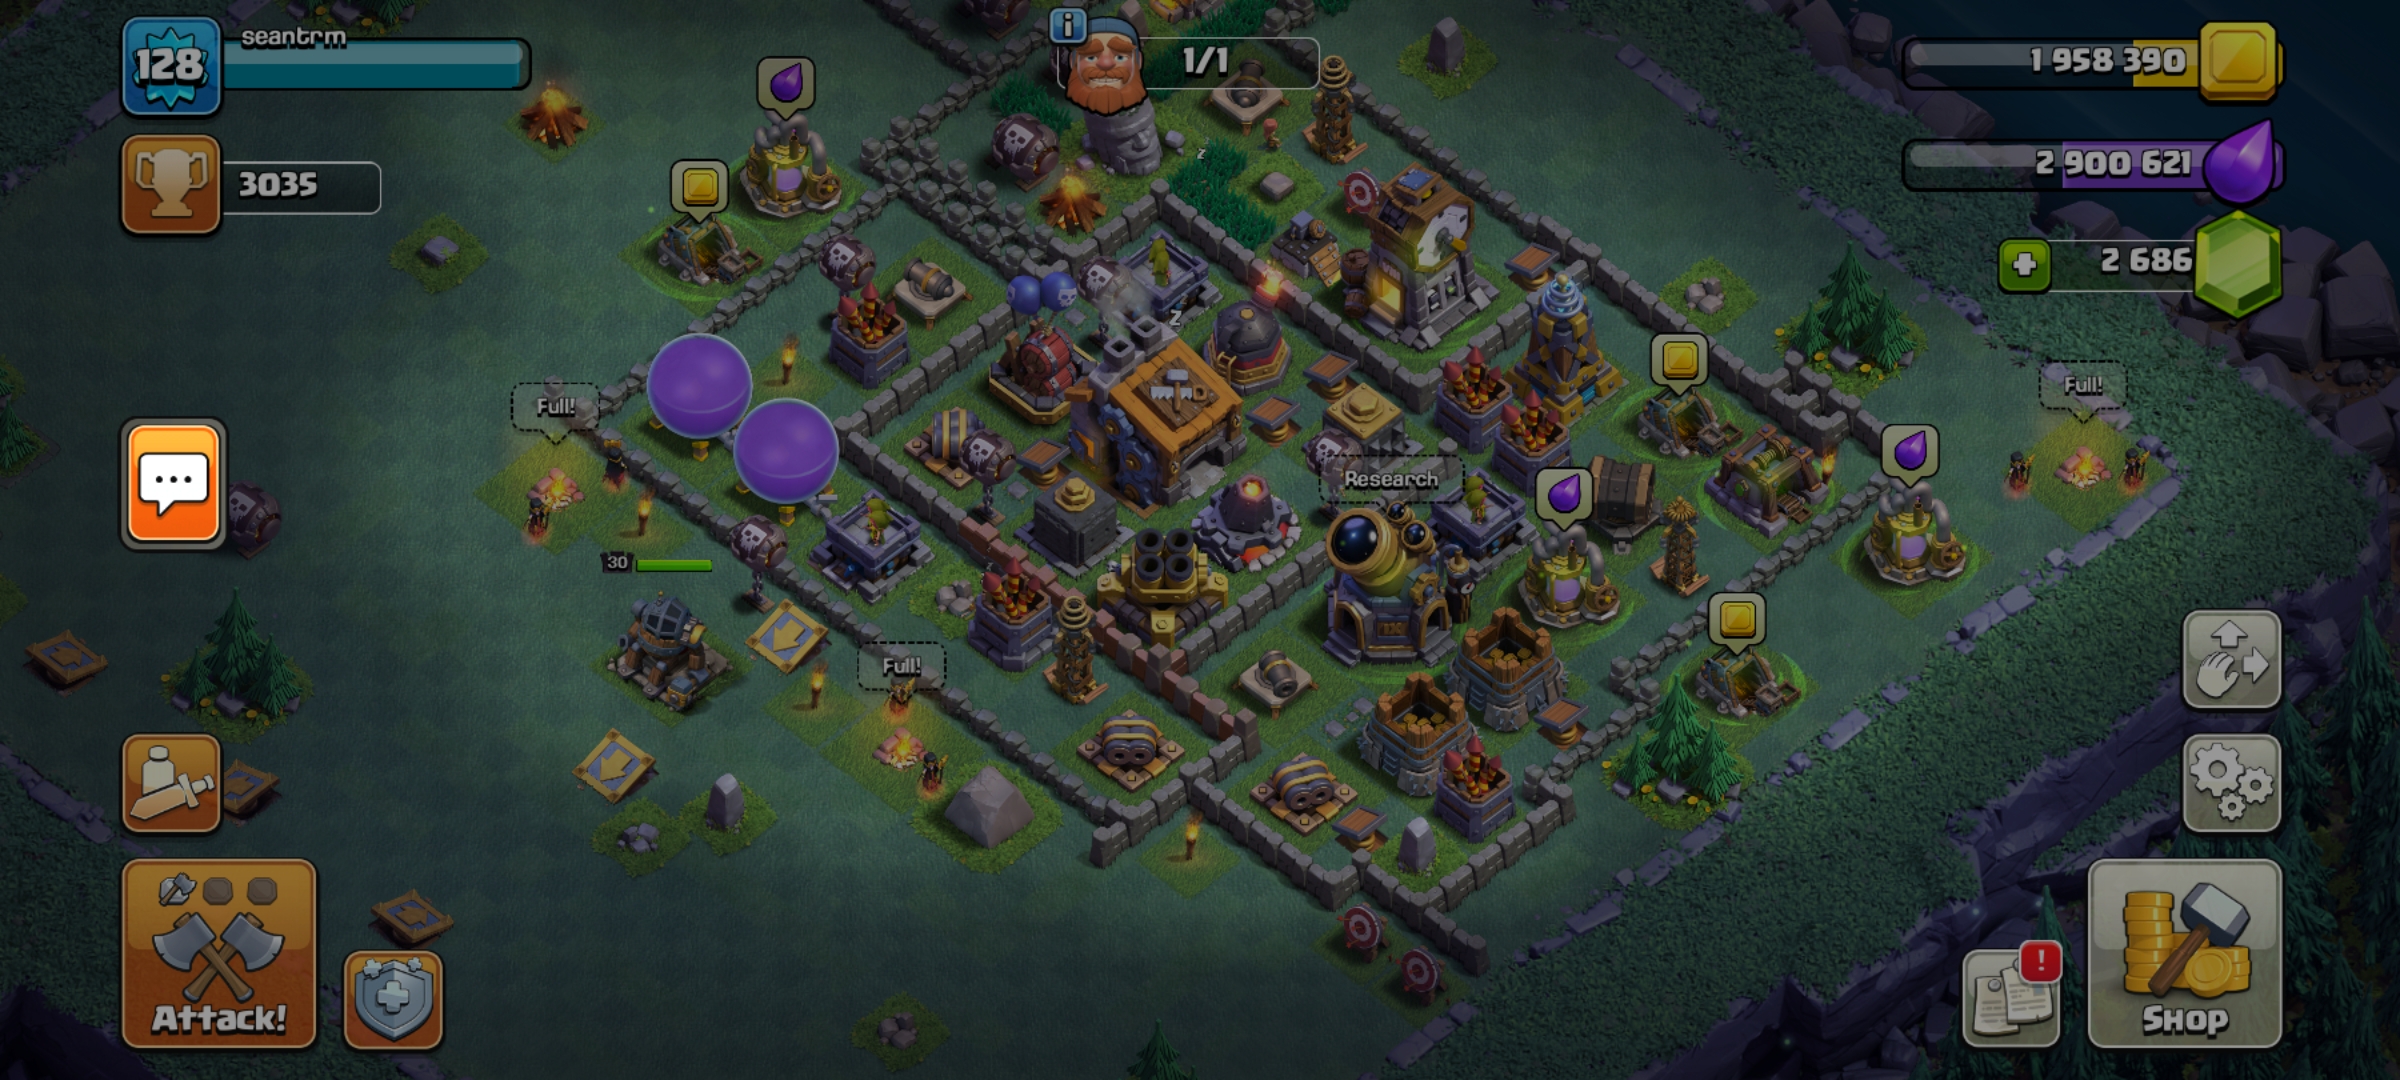 128
seantrm
1/1
1 958 390
3035
2 900 621
2 686
Full!
Full!
Research
30
Full!
Attack!
!
Shop